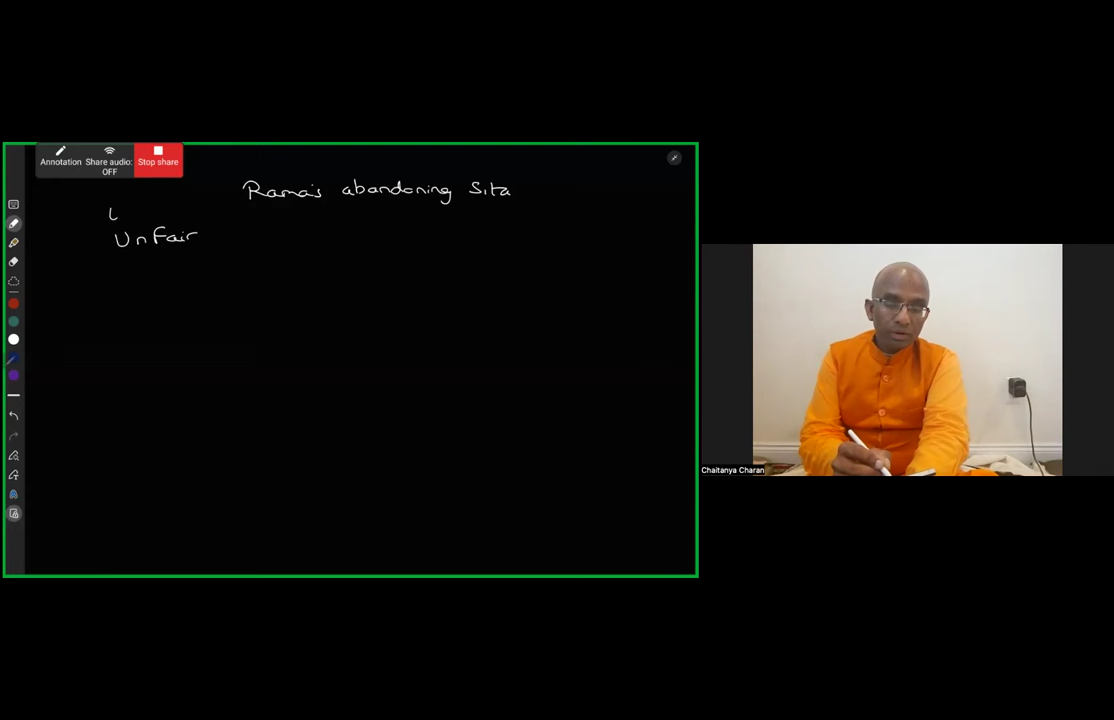 Annotation
Share audio:
OFF
Stop share
Rama's abandoning Sita
Unfair
Chaitanya Charan